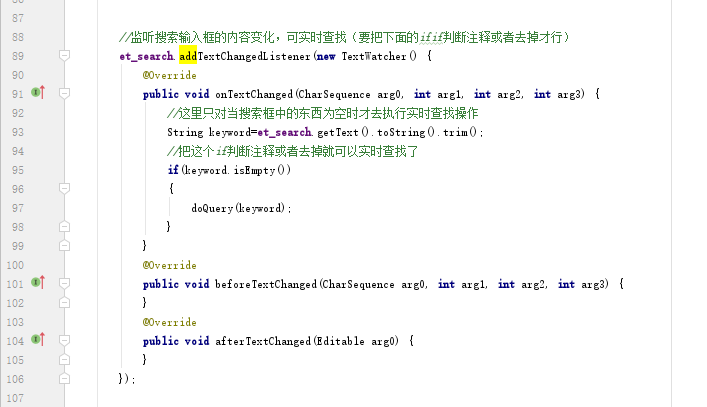 87
88 //监听搜索输入框的内容变化，可实时查找（要把下面的ifif判断注释或者去掉才行）
89 et_search.addTextChangedListener(new TextWatcher() {
90 @Override
91 public void onTextChanged(CharSequence arg0, int arg1, int arg2, int arg3) {
92 //这里只对当搜索框中的东西为空时才去执行实时查找操作
93 String keyword=et_search.getText().toString().trim();
94 //把这个if判断注释或者去掉就可以实时查找了
95 if(keyword.isEmpty())
96 {
97 doQuery(keyword);
98 }
99 }
100 @Override
101 public void beforeTextChanged(CharSequence arg0, int arg1, int arg2, int arg3) {
102 }
103 @Override
104 public void afterTextChanged(Editable arg0) {
105 }
106 });
107